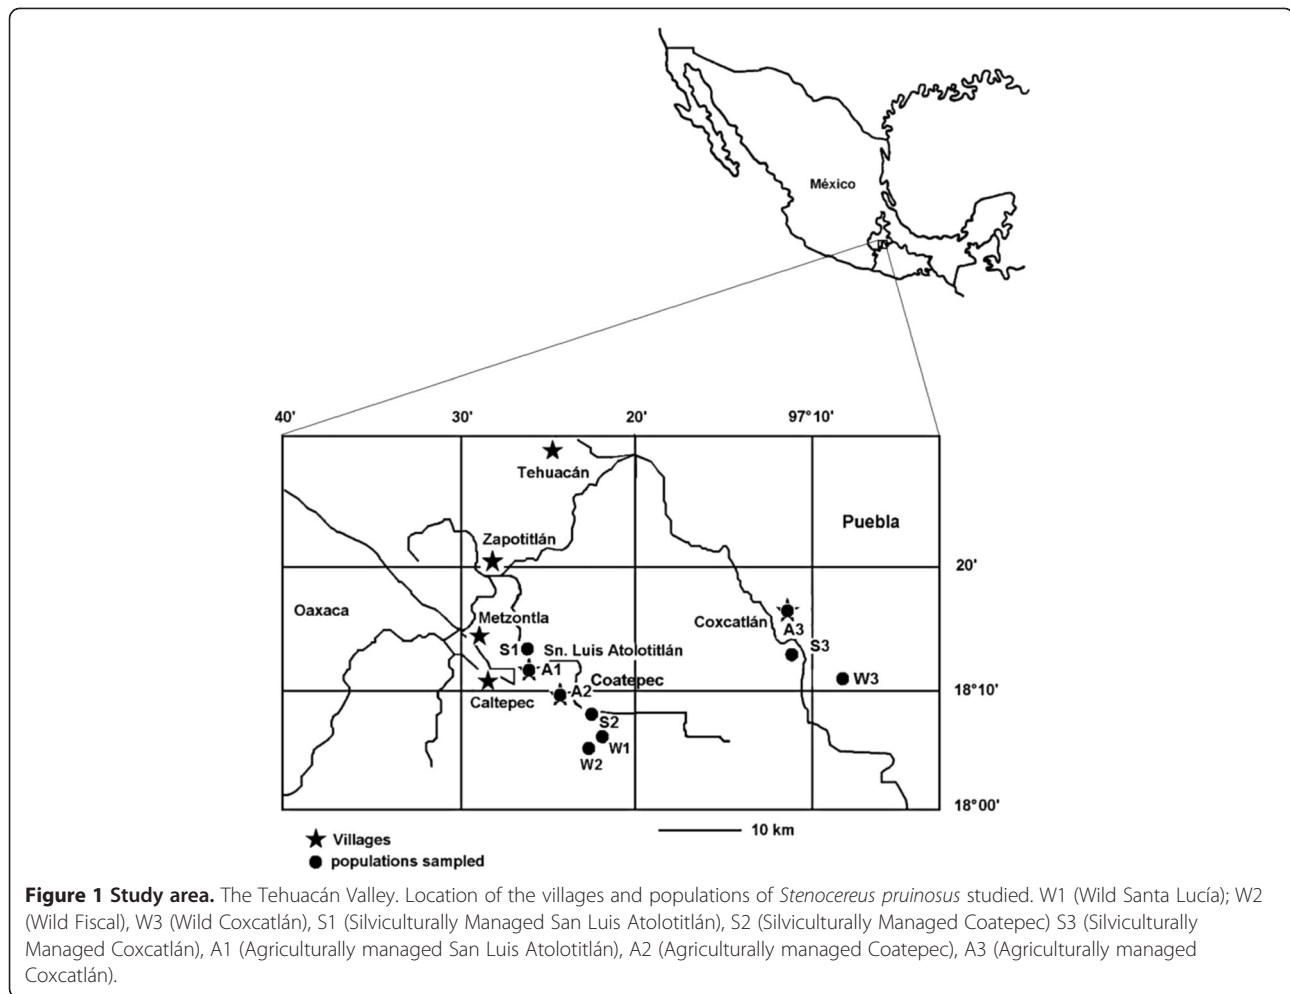 México
40'
30'
20'
97°10'
Tehuacán
Puebla
Zapotitlán
20'
Oaxaca
Metzontla
Coxcatlán
A3
S1
Sn. Luis Atolotitlán
S3
A1
Coatepec
W3
A2
18°10'
Caltepec
S2
W1
W2
18°00'
Villages
10 km
populations sampled
Figure 1 Study area. The Tehuacán Valley. Location of the villages and populations of Stenocereus pruinosus studied. W1 (Wild Santa Lucía); W2
(Wild Fiscal), W3 (Wild Coxcatlán), S1 (Silviculturally Managed San Luis Atolotitlán), S2 (Silviculturally Managed Coatepec) S3 (Silviculturally
Managed Coxcatlán), A1 (Agriculturally managed San Luis Atolotitlán), A2 (Agriculturally managed Coatepec), A3 (Agriculturally managed
Coxcatlán).